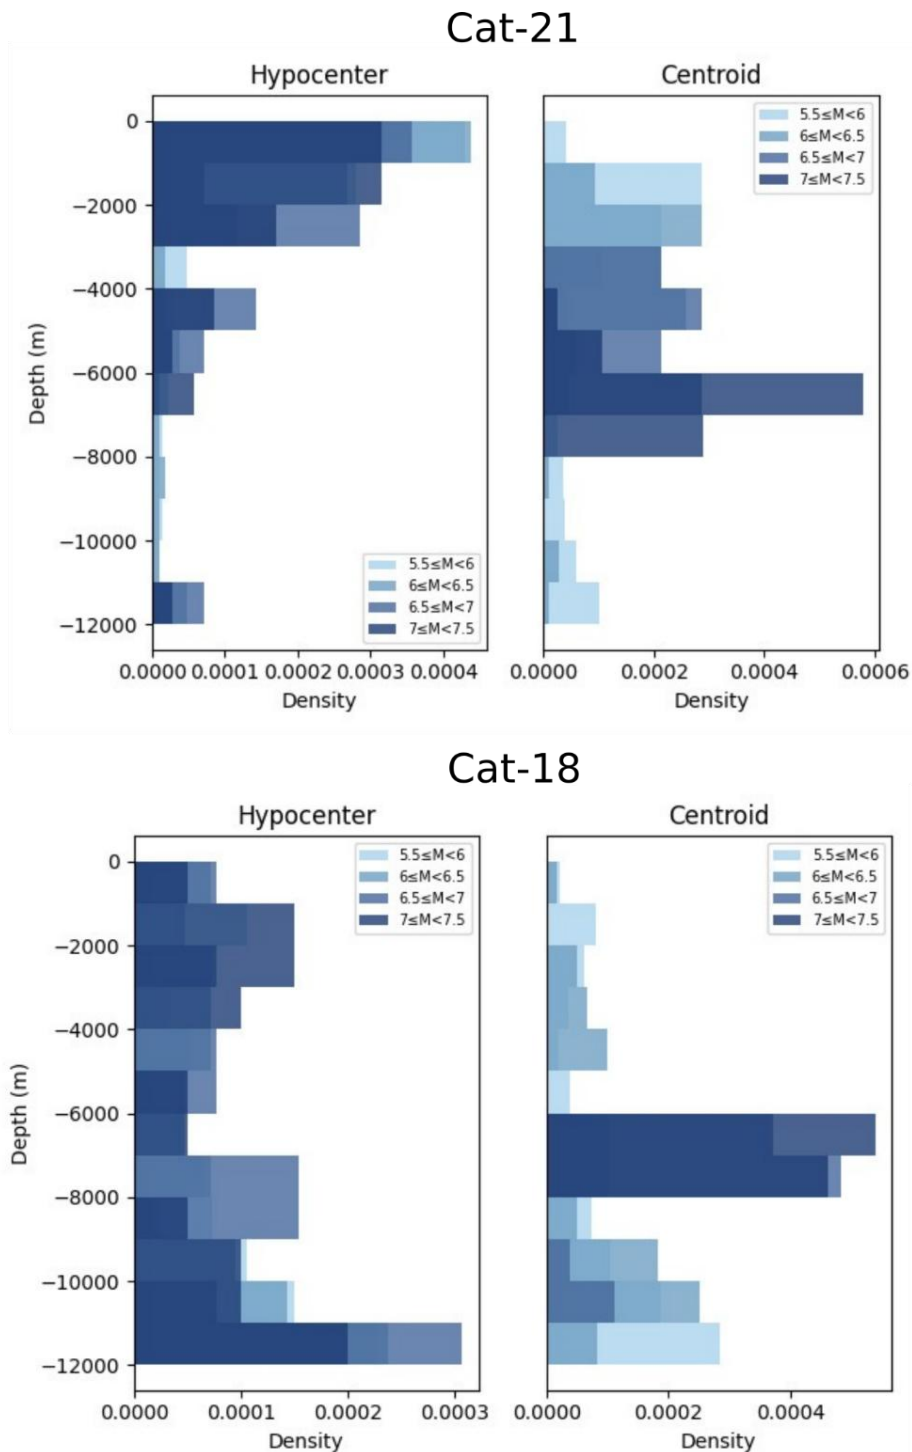 Cat-21
Hypocenter
Centroid
Depth (m)
0
−2000
−4000
−6000
−8000
−10000
−12000
5.5≤M<6
6≤M<6.5
6.5≤M<7
7≤M<7.5
0.0000 0.0001 0.0002 0.0003 0.0004
Density
5.5≤M<6
6≤M<6.5
6.5≤M<7
7≤M<7.5
0.0000 0.0002 0.0004 0.0006
Density
Cat-18
Hypocenter
Centroid
Depth (m)
0
−2000
−4000
−6000
−8000
−10000
−12000
5.5≤M<6
6≤M<6.5
6.5≤M<7
7≤M<7.5
0.0000 0.0001 0.0002 0.0003
Density
5.5≤M<6
6≤M<6.5
6.5≤M<7
7≤M<7.5
0.0000 0.0002 0.0004
Density